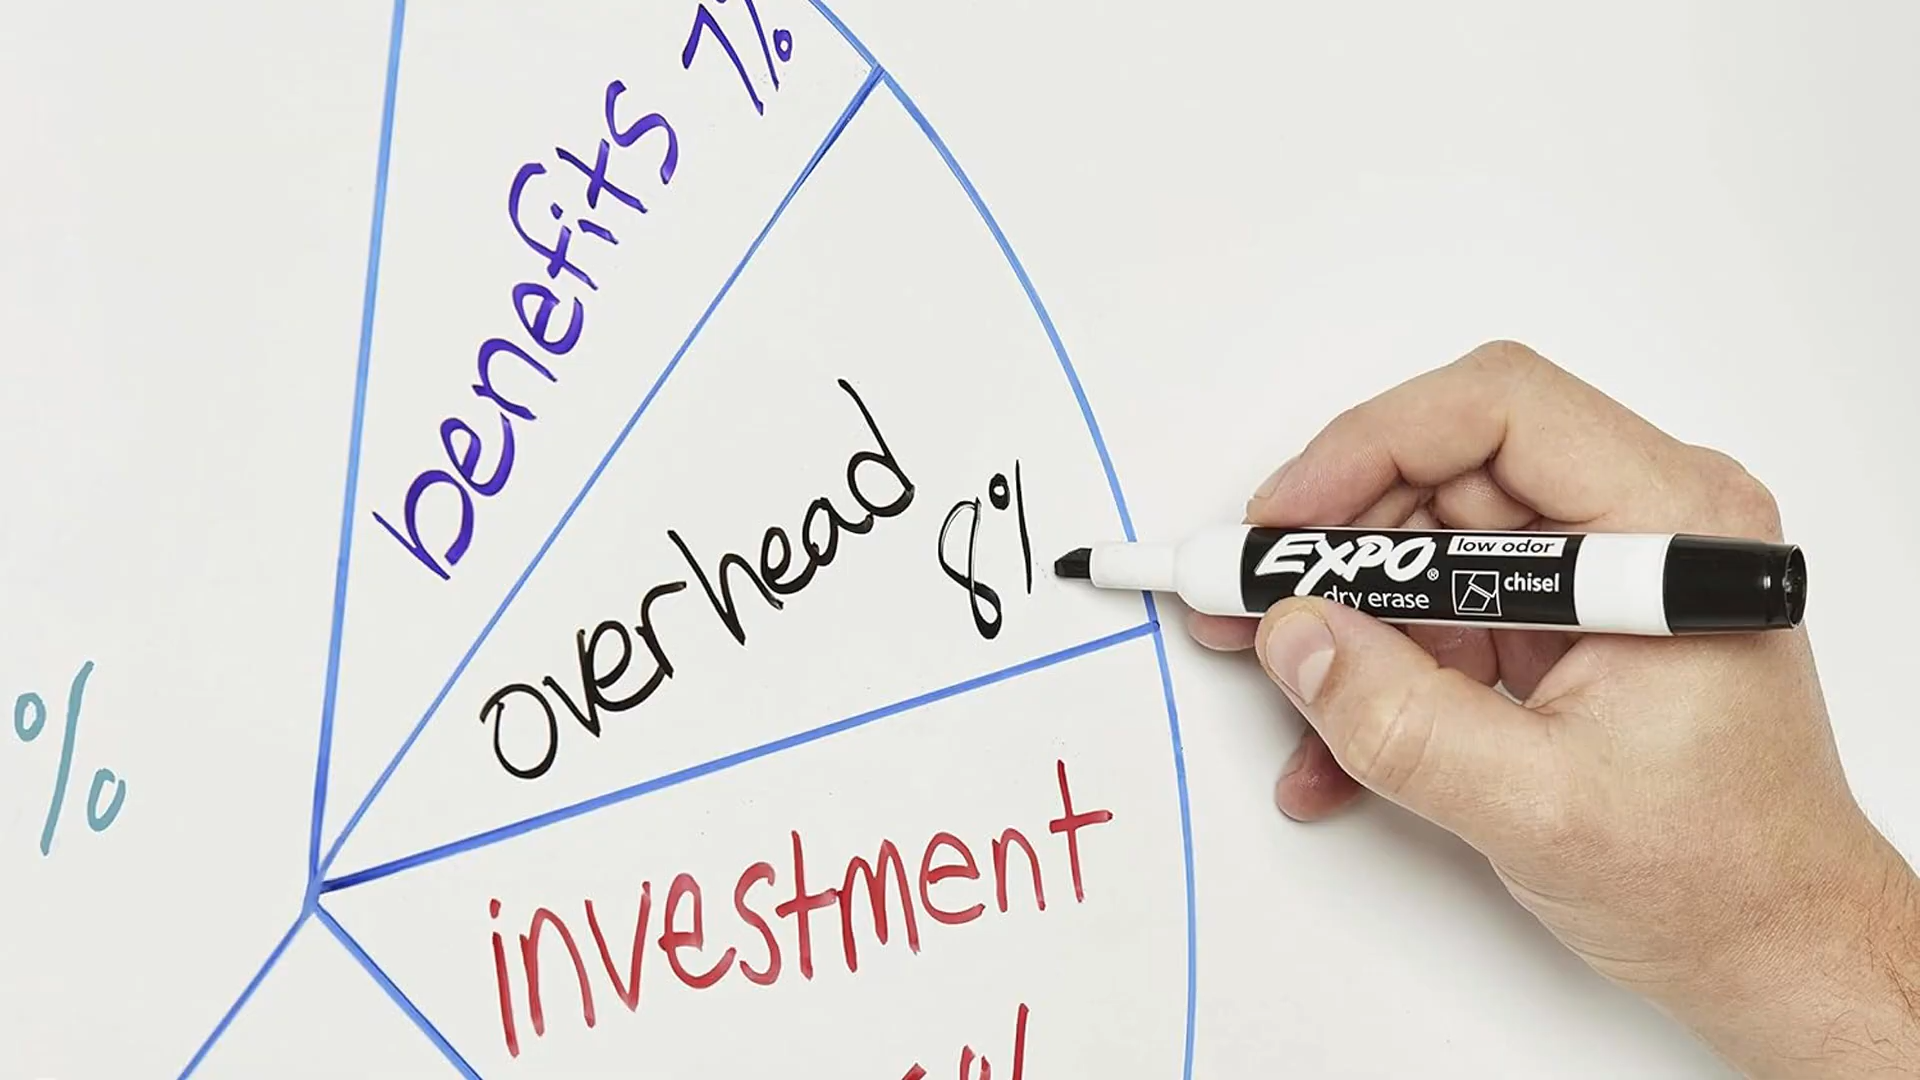 benefits 7%
overhead 8%
investment
%
EXPO® low odor
dry erase chisel